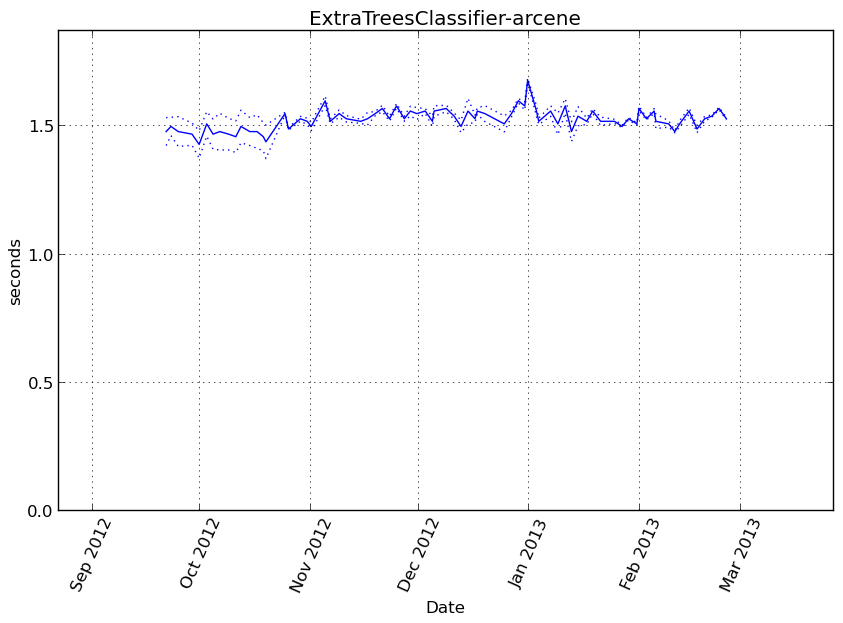 ExtraTreesClassifier-arcene
1.5
1.0
0.5
0.0
seconds
Sep 2012
Oct 2012
Nov 2012
Dec 2012
Jan 2013
Feb 2013
Mar 2013
Date